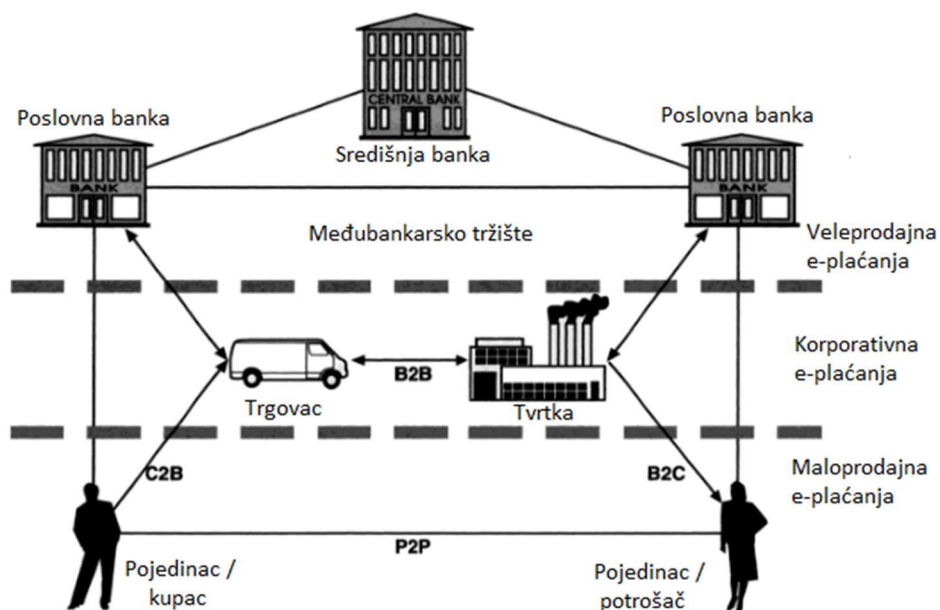 CENTRAL BANK
Poslovna banka
Poslovna banka
Središnja banka
BANK
BANK
Međubankarsko tržište
Veleprodajna
e-plaćanja
B2B
Korporativna
e-plaćanja
Trgovac
Tvrtka
C2B
B2C
Maloprodajna
e-plaćanja
P2P
Pojedinac /
kupac
Pojedinac /
potrošač